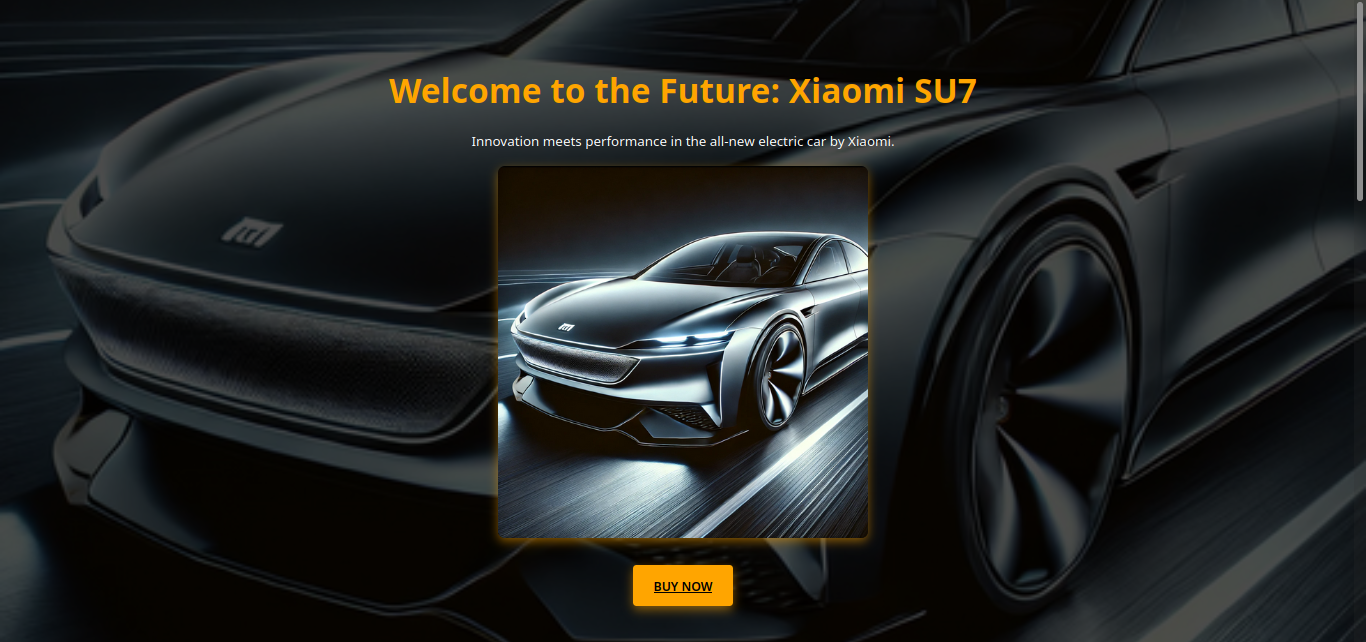 Welcome to the Future: Xiaomi SU7
Innovation meets performance in the all-new electric car by Xiaomi.
BUY NOW